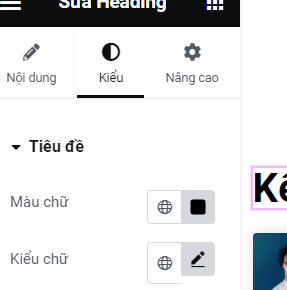 Sửa Heading
Nội dung
Kiểu
Nâng cao
Tiêu đề
Màu chữ
Kiểu chữ